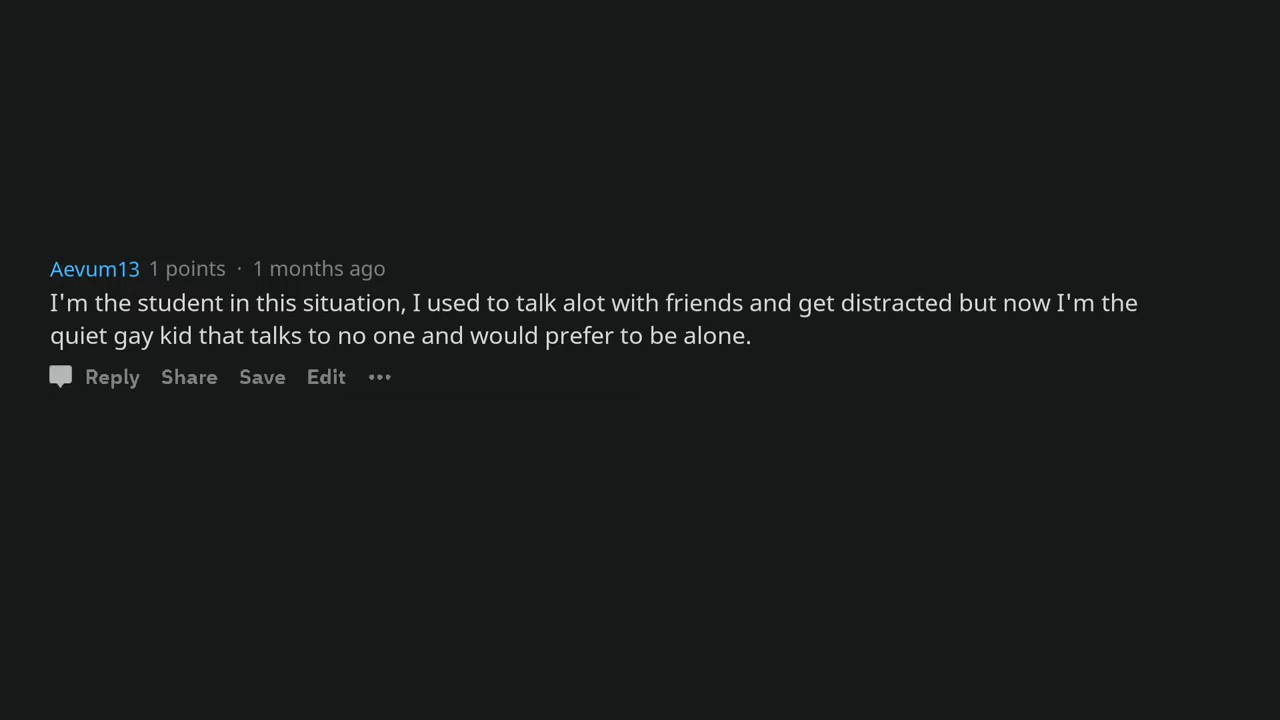 Aevum13 1 points · 1 months ago
I'm the student in this situation, I used to talk alot with friends and get distracted but now I'm the
quiet gay kid that talks to no one and would prefer to be alone.
Reply Share Save Edit •••